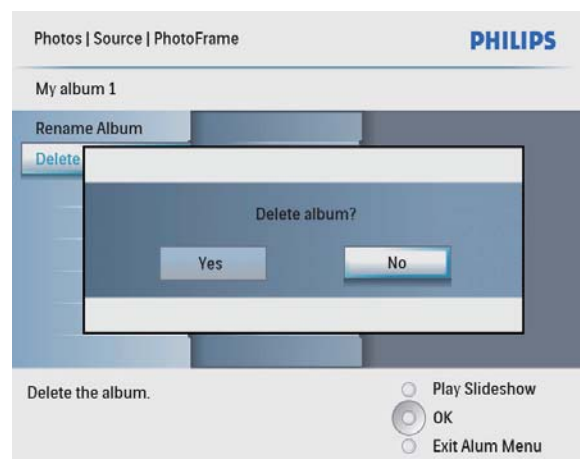 Photos | Source | PhotoFrame
PHILIPS
My album 1
Rename Album
Delete
Delete album?
Yes
No
Delete the album.
Play Slideshow
OK
Exit Alum Menu